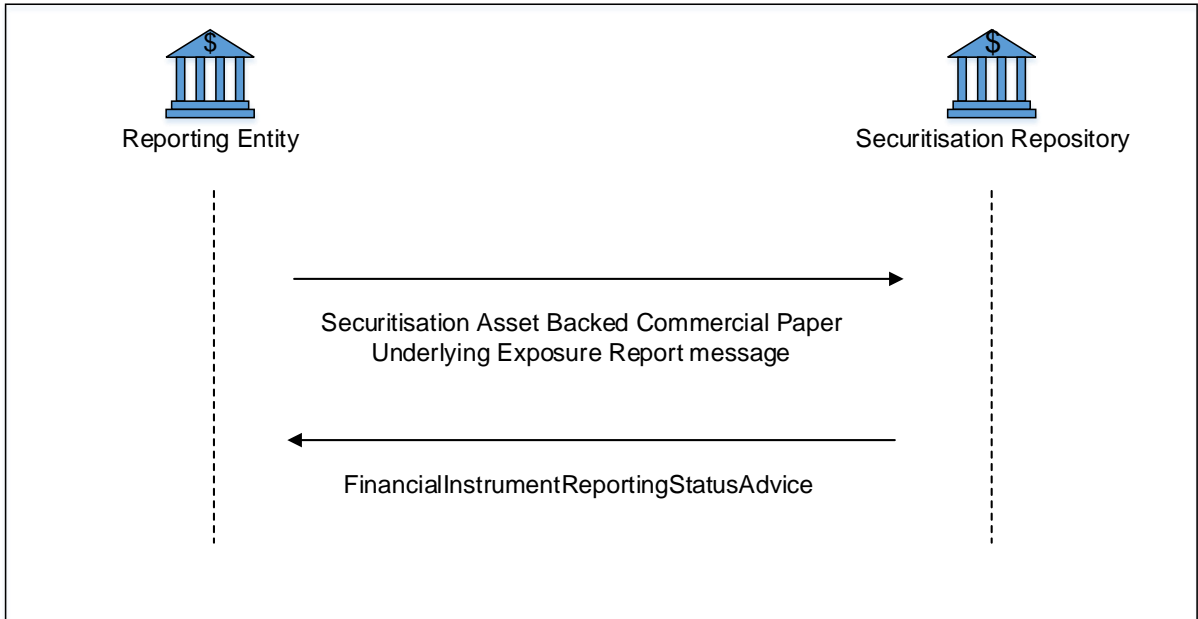 $
$
Reporting Entity
Securitisation Repository
Securitisation Asset Backed Commercial Paper
Underlying Exposure Report message
FinancialInstrumentReportingStatusAdvice